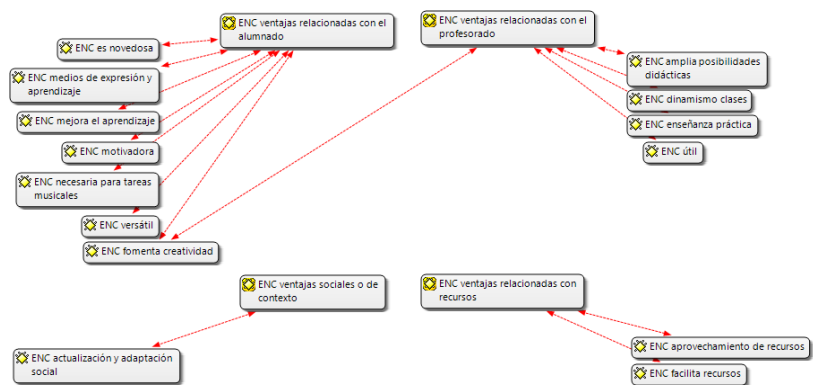 ENC ventajas relacionadas con el
alumnado
ENC ventajas relacionadas con el
profesorado
ENC es novedosa
ENC medios de expresión y
aprendizaje
ENC mejora el aprendizaje
ENC motivadora
ENC necesaria para tareas
musicales
ENC versátil
ENC fomenta creatividad
ENC amplia posibilidades
didácticas
ENC dinamismo clases
ENC enseñanza práctica
ENC útil
ENC ventajas sociales o de
contexto
ENC ventajas relacionadas con
recursos
ENC actualización y adaptación
social
ENC aprovechamiento de recursos
ENC facilita recursos